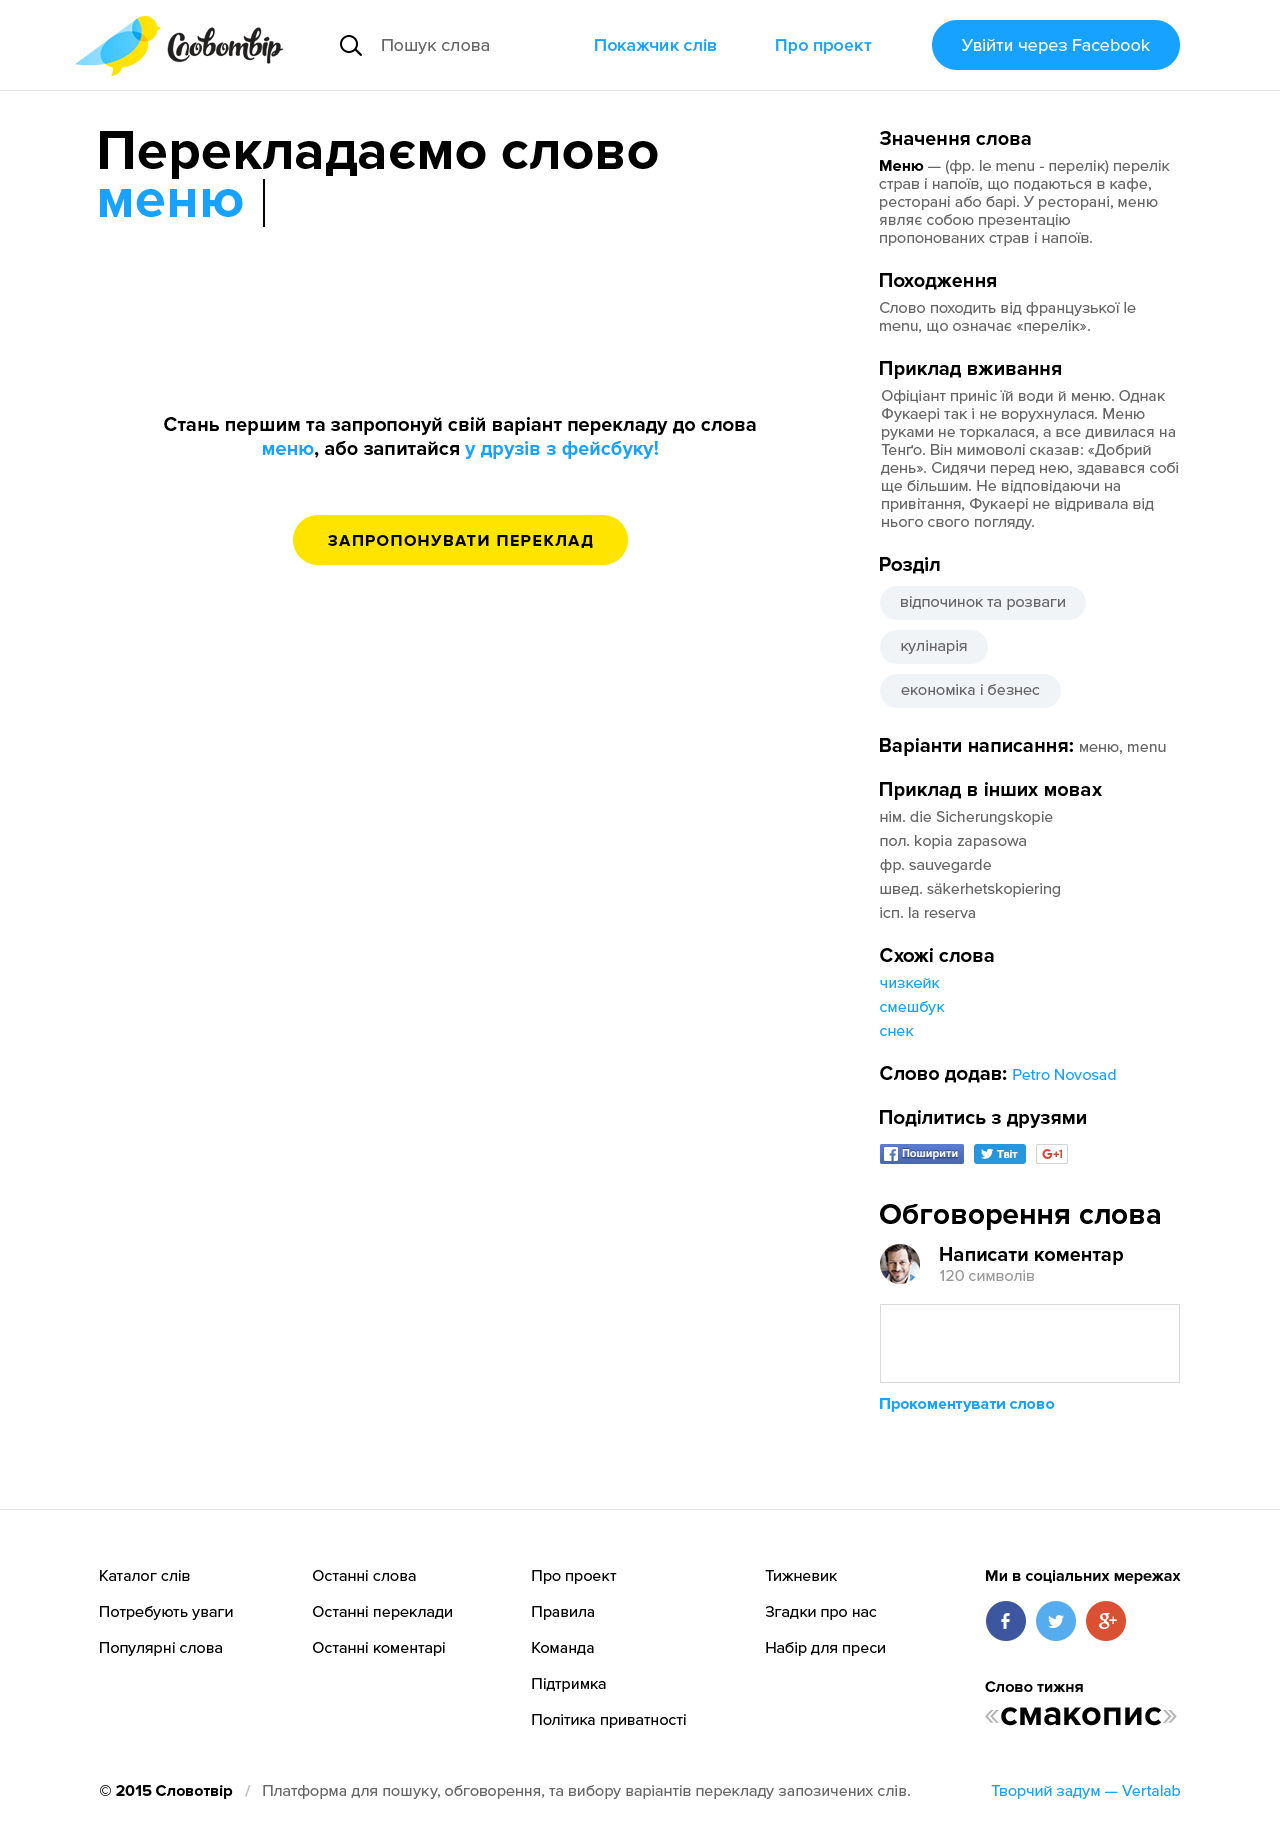 Словотвір
Пошук слова
Покажчик слів
Про проект
Увійти через Facebook
Перекладаємо слово
меню
Стань першим та запропонуй свій варіант перекладу до слова
меню, або запитайся у друзів з фейсбуку!
ЗАПРОПОНУВАТИ ПЕРЕКЛАД
Значення слова
Меню — (фр. le menu - перелік) перелік
страв і напоїв, що подаються в кафе,
ресторані або барі. У ресторані, меню
являє собою презентацію
пропонованих страв і напоїв.
Походження
Слово походить від французької le
menu, що означає «перелік».
Приклад вживання
Офіціант приніс їй води й меню. Однак
Фукаері так і не ворухнулася. Меню
руками не торкалася, а все дивилася на
Тенґо. Він мимоволі сказав: «Добрий
день». Сидячи перед нею, здавався собі
ще більшим. Не відповідаючи на
привітання, Фукаері не відривала від
нього свого погляду.
Розділ
відпочинок та розваги
кулінарія
економіка і безнес
Варіанти написання: меню, menu
Приклад в інших мовах
нім. die Sicherungskopie
пол. kopia zapasowa
фр. sauvegarde
швед. säkerhetskopiering
ісп. la reserva
Схожі слова
чизкейк
смешбук
снек
Слово додав: Petro Novosad
Поділитись з друзями
Поширити
Твіт
G+1
Обговорення слова
Написати коментар
120 символів
Прокоментувати слово
Каталог слів
Потребують уваги
Популярні слова
Останні слова
Останні переклади
Останні коментарі
Про проект
Правила
Команда
Підтримка
Політика приватності
Тижневик
Згадки про нас
Набір для преси
Ми в соціальних мережах
f
g+
Слово тижня
«смакопис»
© 2015 Словотвір / Платформа для пошуку, обговорення, та вибору варіантів перекладу запозичених слів.
Творчий задум — Vertalab